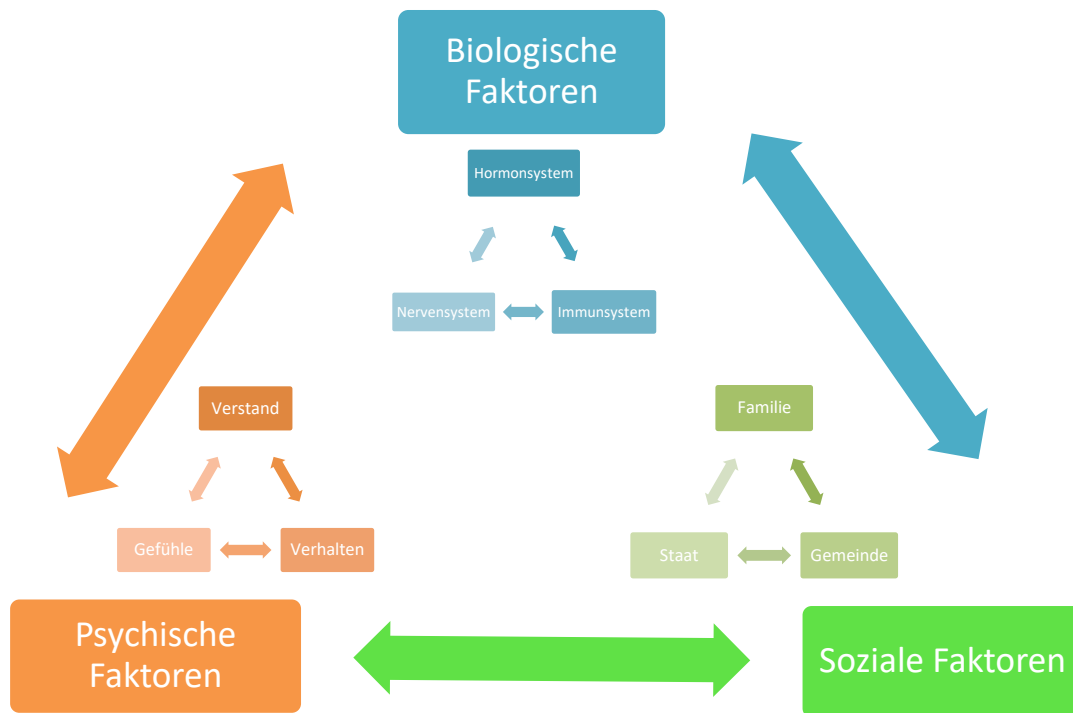 Biologische
Faktoren
Hormonsystem
Nervensystem
Immunsystem
Verstand
Gefühle
Verhalten
Familie
Staat
Gemeinde
Psychische
Faktoren
Soziale Faktoren